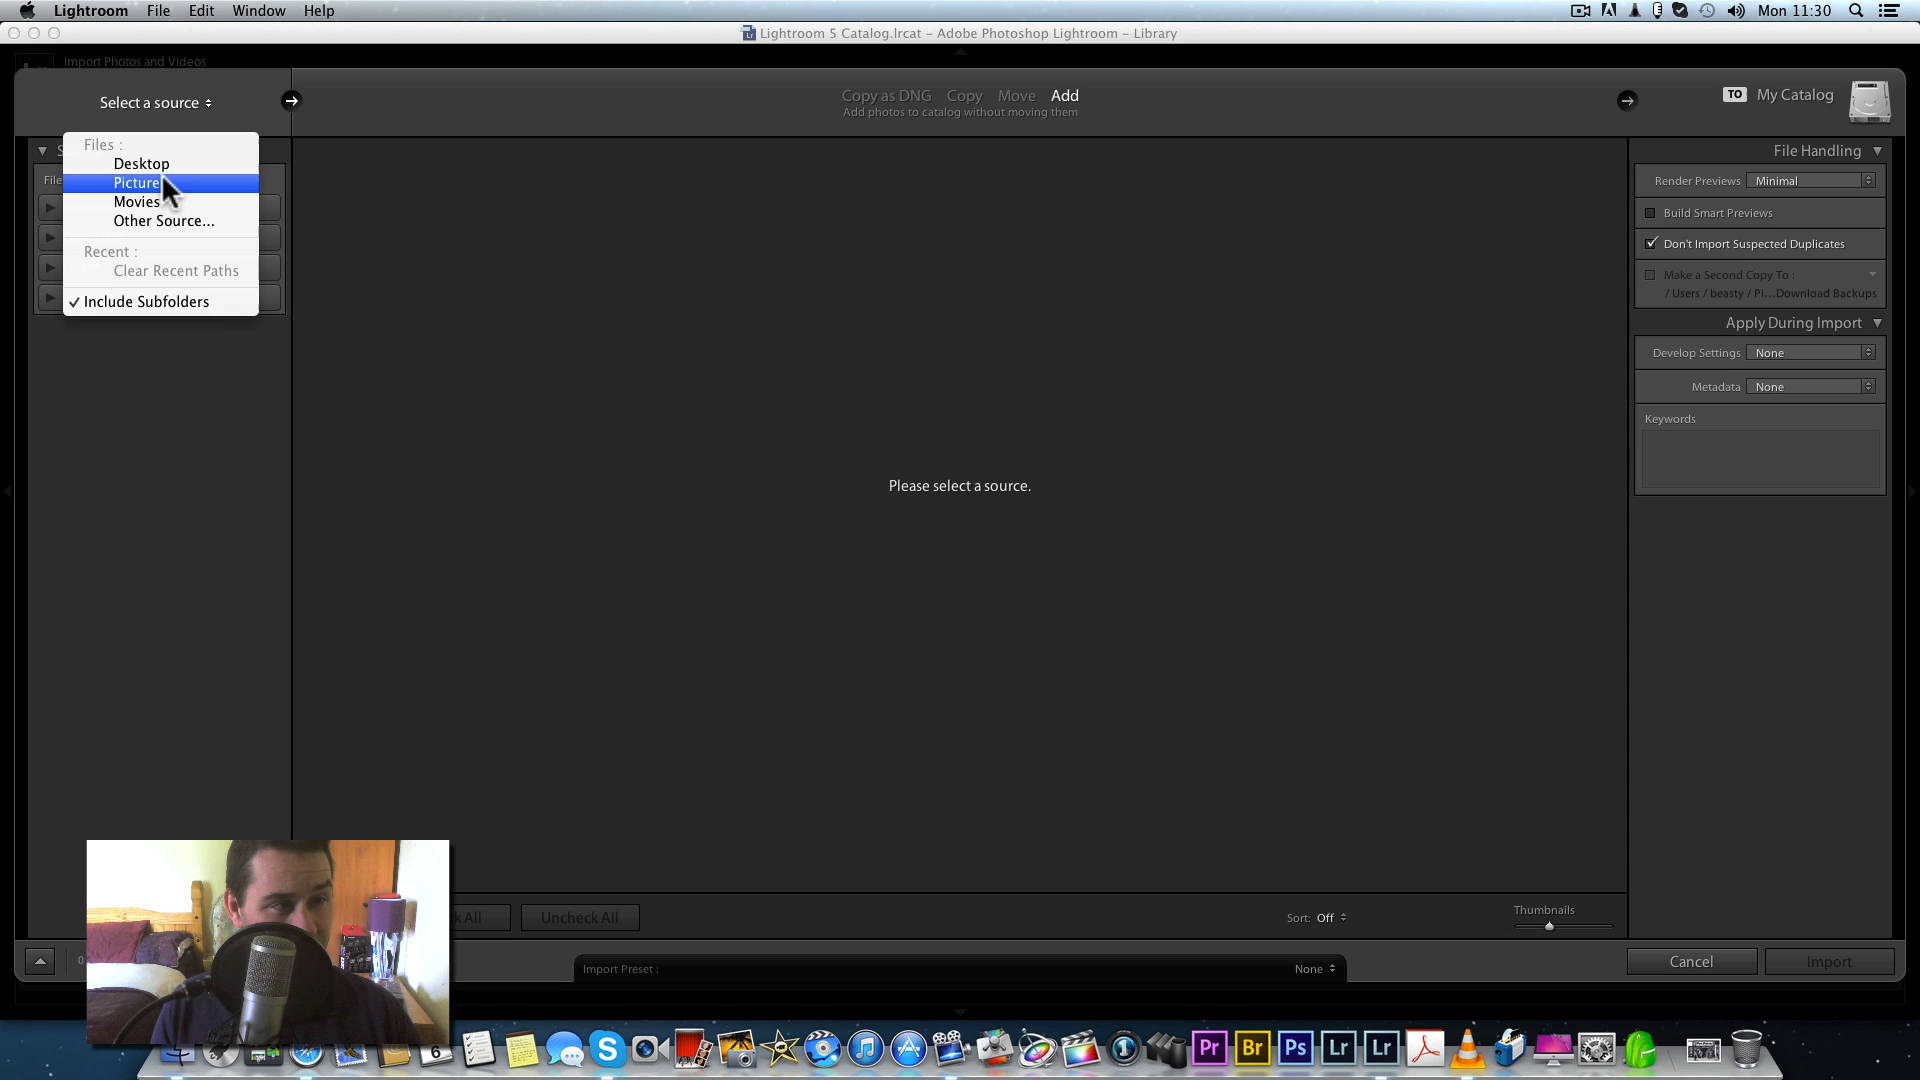 Lightroom File Edit Window Help
Mon 11:30
Lightroom 5 Catalog.lrcat – Adobe Photoshop Lightroom – Library
Import Photos and Videos
Select a source
Copy as DNG Copy Move Add
Add photos to catalog without moving them
TO My Catalog
Files :
Desktop
Movies
Other Source...
Recent :
Clear Recent Paths
✓ Include Subfolders
Please select a source.
File Handling
Render Previews Minimal
Build Smart Previews
Don't Import Suspected Duplicates
Make a Second Copy To :
/ Users / beasty / Pi...Download Backups
Apply During Import
Develop Settings None
Metadata None
Keywords
Uncheck All
Sort: Off
Thumbnails
Import Preset : None
Cancel Import
6
Pr Br Ps Lr Lr